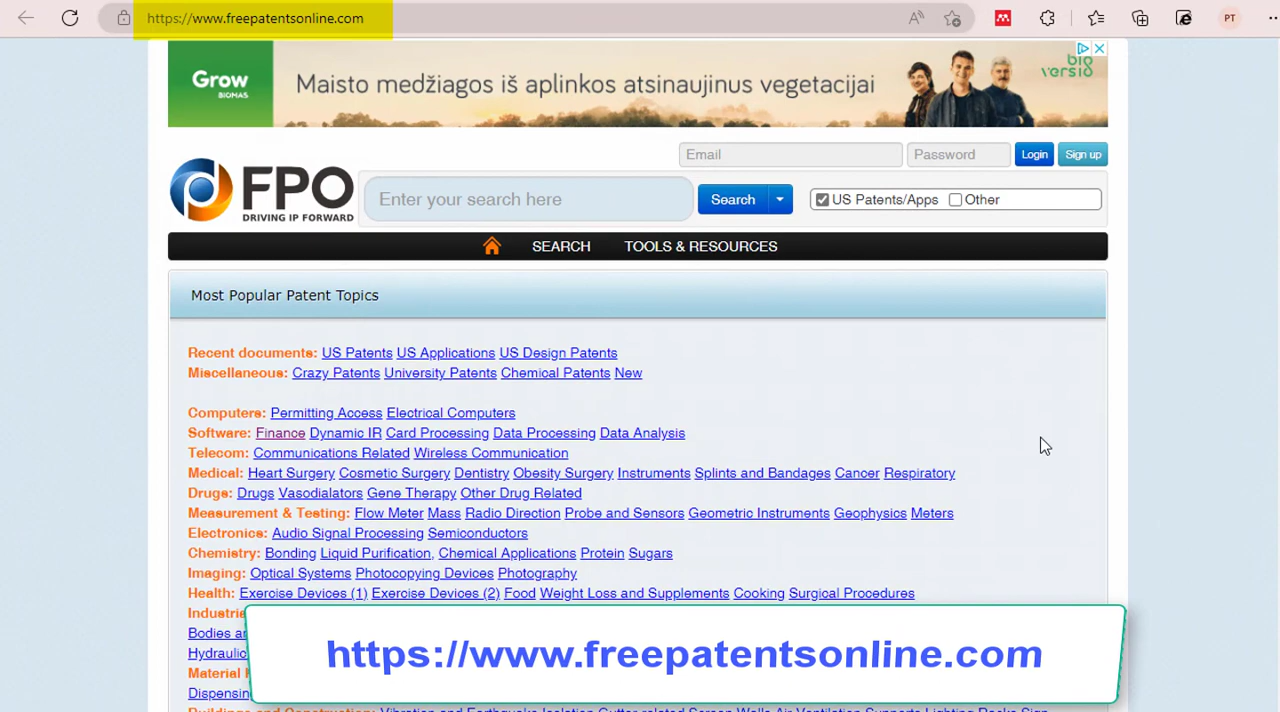 https://www.freepatentsonline.com
PT
Grow
BIOMAS
Maisto medžiagos iš aplinkos atsinaujinus vegetacijai
bio
versio
Email Password Login Sign up
FPO
DRIVING IP FORWARD
Enter your search here Search US Patents/Apps Other
SEARCH TOOLS & RESOURCES
Most Popular Patent Topics
Recent documents: US Patents US Applications US Design Patents
Miscellaneous: Crazy Patents University Patents Chemical Patents New
Computers: Permitting Access Electrical Computers
Software: Finance Dynamic IR Card Processing Data Processing Data Analysis
Telecom: Communications Related Wireless Communication
Medical: Heart Surgery Cosmetic Surgery Dentistry Obesity Surgery Instruments Splints and Bandages Cancer Respiratory
Drugs: Drugs Vasodialators Gene Therapy Other Drug Related
Measurement & Testing: Flow Meter Mass Radio Direction Probe and Sensors Geometric Instruments Geophysics Meters
Electronics: Audio Signal Processing Semiconductors
Chemistry: Bonding Liquid Purification, Chemical Applications Protein Sugars
Imaging: Optical Systems Photocopying Devices Photography
Health: Exercise Devices (1) Exercise Devices (2) Food Weight Loss and Supplements Cooking Surgical Procedures
Bodies
Hydraulic
Material
Dispensing
https://www.freepatentsonline.com